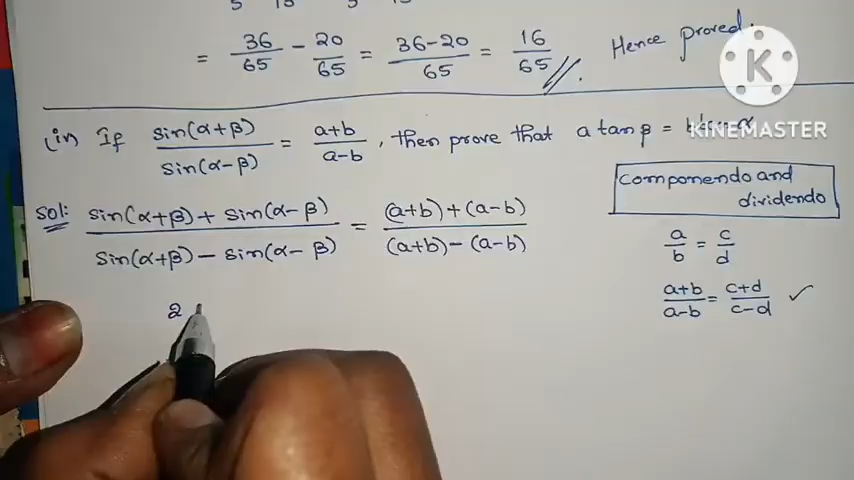 = 36/65 - 20/65 = 36-20/65 = 16/65 // . Hence proved.
(iv) If sin(α+β)/sin(α-β) = a+b/a-b , then prove that a tan β =
KINEMASTER
Sol: sin(α+β) + sin(α-β)/sin(α+β) - sin(α-β) = (a+b)+(a-b)/(a+b)-(a-b)
Componendo and
dividendo
a/b = c/d
a+b/a-b = c+d/c-d ✓
2